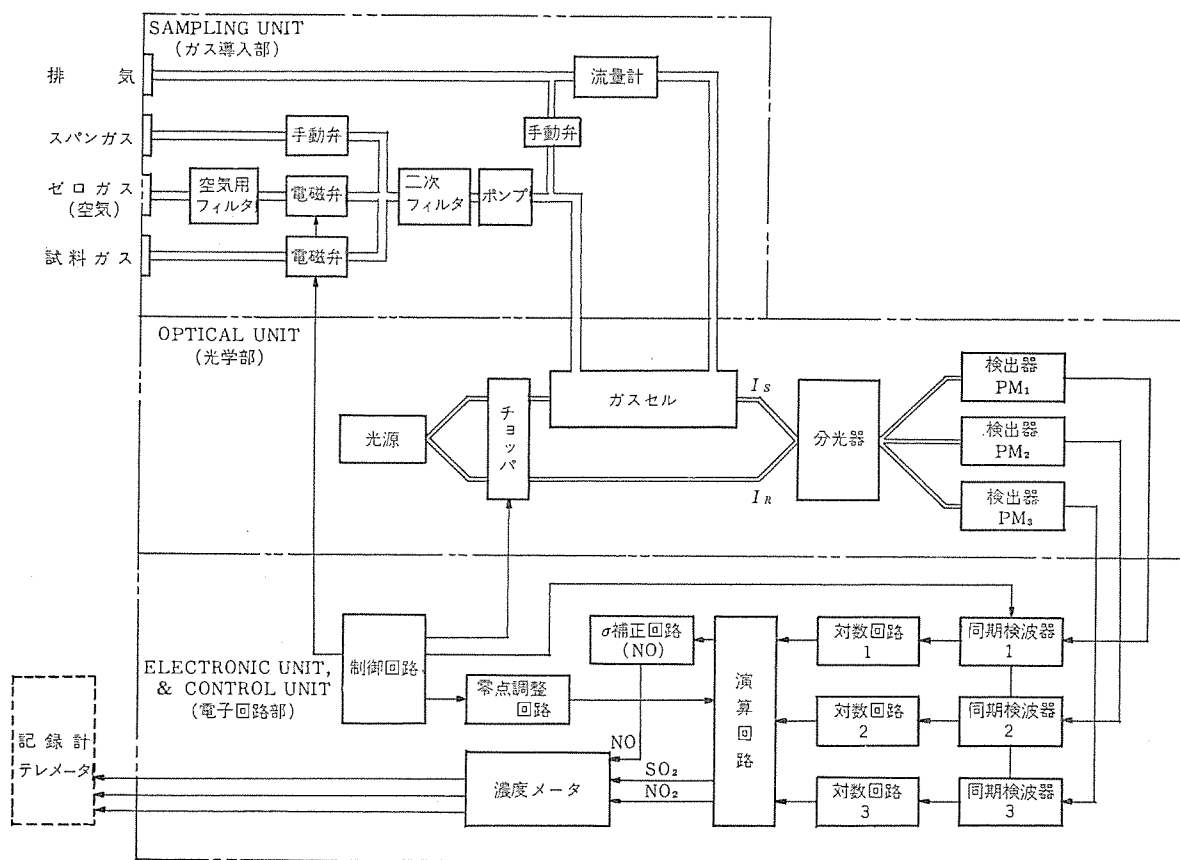 SAMPLING UNIT
(ガス導入部)
排気
流量計
スパンガス
手動弁
手動弁
ゼロガス
(空気)
空気用
フィルタ
電磁弁
二次
フィルタ
ポンプ
試料ガス
電磁弁
OPTICAL UNIT
(光学部)
光源
チョッパ
ガスセル
I_S
I_R
分光器
検出器
PM₁
検出器
PM₂
検出器
PM₃
ELECTRONIC UNIT,
& CONTROL UNIT
(電子回路部)
制御回路
零点調整
回路
σ補正回路
(NO)
演算回路
対数回路
1
同期検波器
1
対数回路
2
同期検波器
2
対数回路
3
同期検波器
3
NO
SO₂
NO₂
濃度メータ
記録計
テレメータ